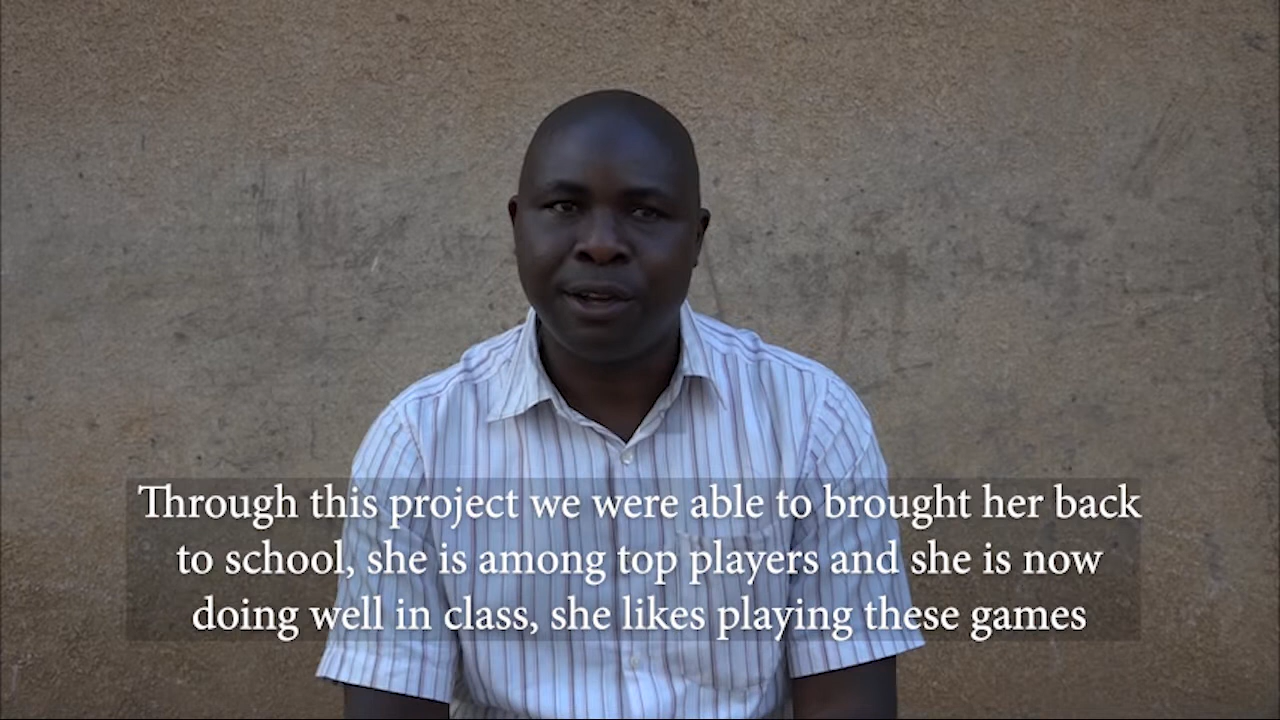 Through this project we were able to brought her back
to school, she is among top players and she is now
doing well in class, she likes playing these games